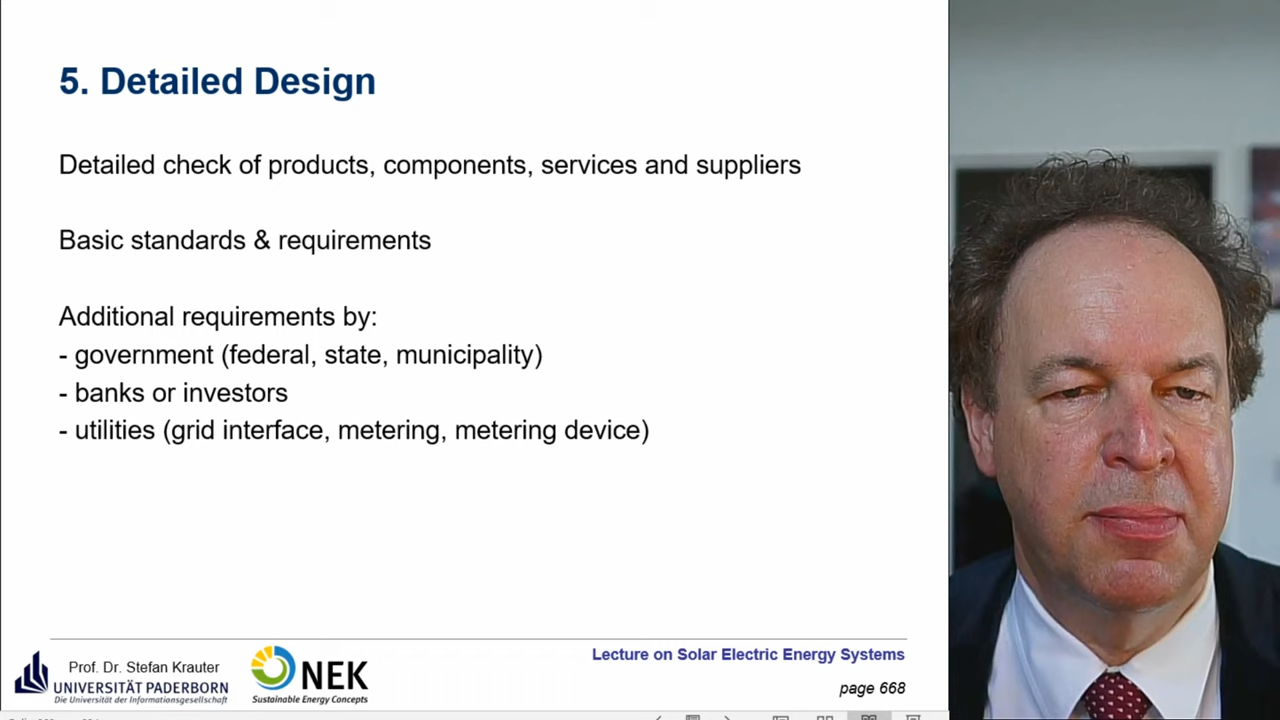 5. Detailed Design
Detailed check of products, components, services and suppliers
Basic standards & requirements
Additional requirements by:
- government (federal, state, municipality)
- banks or investors
- utilities (grid interface, metering, metering device)
Lecture on Solar Electric Energy Systems
page 668
Prof. Dr. Stefan Krauter
UNIVERSITÄT PADERBORN
Die Universität der Informationsgesellschaft
NEK
Sustainable Energy Concepts